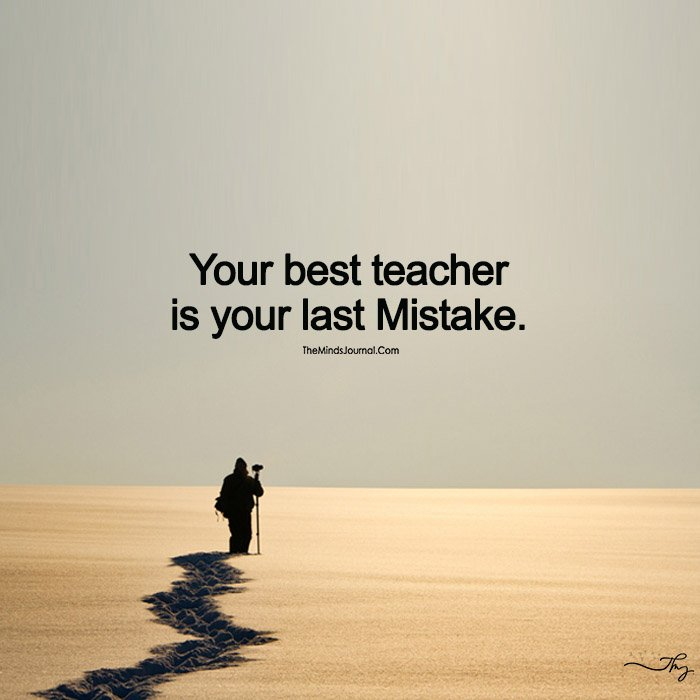 Your best teacher
is your last Mistake.
TheMindsJournal.Com